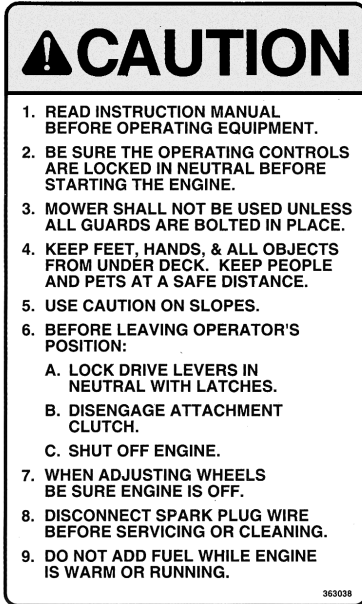 CAUTION
1. READ INSTRUCTION MANUAL
BEFORE OPERATING EQUIPMENT.
2. BE SURE THE OPERATING CONTROLS
ARE LOCKED IN NEUTRAL BEFORE
STARTING THE ENGINE.
3. MOWER SHALL NOT BE USED UNLESS
ALL GUARDS ARE BOLTED IN PLACE.
4. KEEP FEET, HANDS, & ALL OBJECTS
FROM UNDER DECK. KEEP PEOPLE
AND PETS AT A SAFE DISTANCE.
5. USE CAUTION ON SLOPES.
6. BEFORE LEAVING OPERATOR'S
POSITION:
A. LOCK DRIVE LEVERS IN
NEUTRAL WITH LATCHES.
B. DISENGAGE ATTACHMENT
CLUTCH.
C. SHUT OFF ENGINE.
7. WHEN ADJUSTING WHEELS
BE SURE ENGINE IS OFF.
8. DISCONNECT SPARK PLUG WIRE
BEFORE SERVICING OR CLEANING.
9. DO NOT ADD FUEL WHILE ENGINE
IS WARM OR RUNNING.
363038